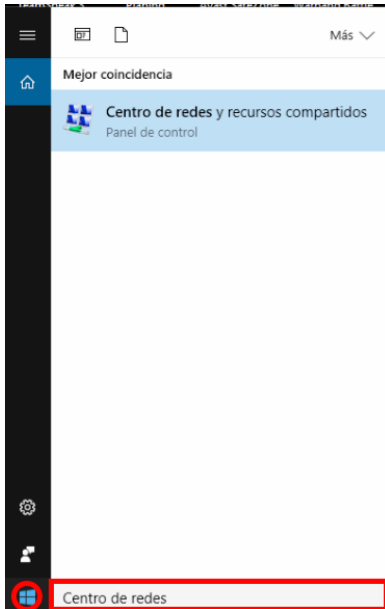 Más
Mejor coincidencia
Centro de redes y recursos compartidos
Panel de control
Centro de redes